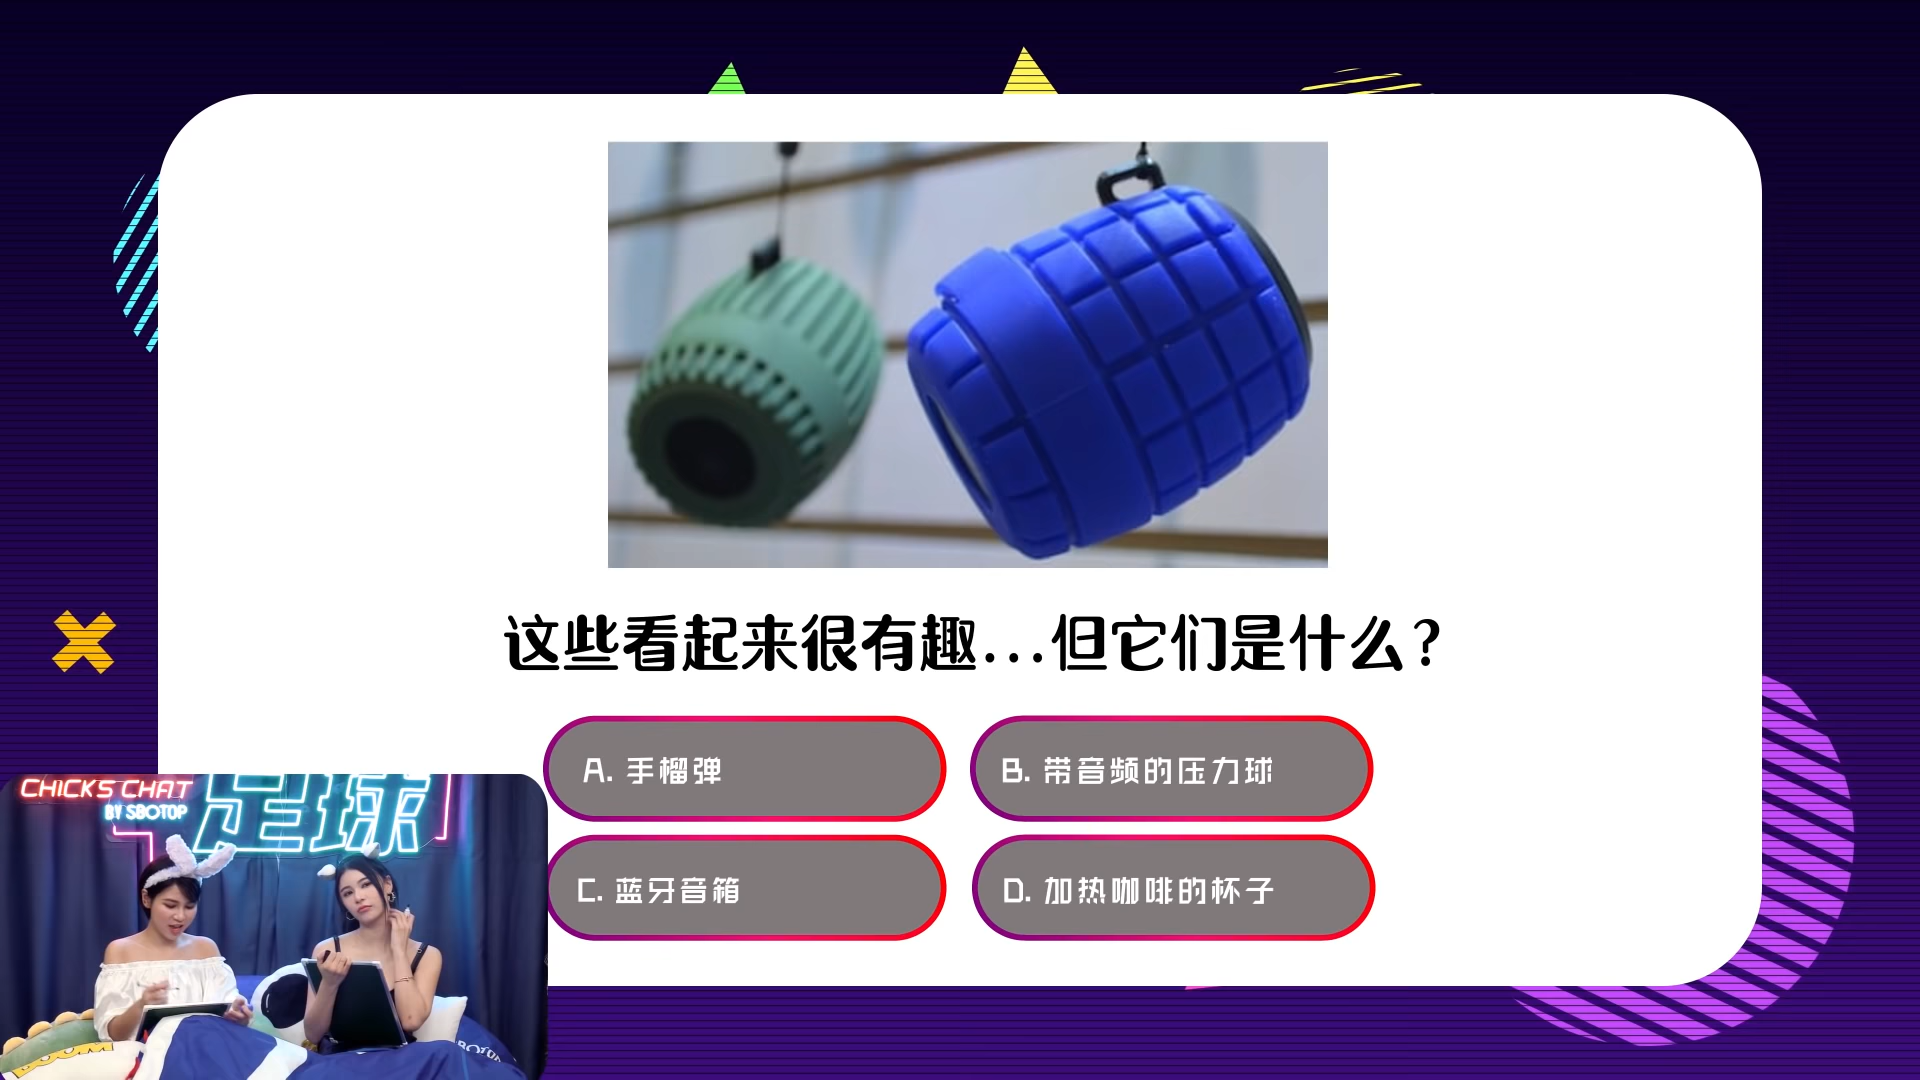 这些看起来很有趢...但它们是什么？
A. 手榴弹
B. 带音频的压力球
C. 蓝牙音箱
D. 加热咖啡的杯子
CHICKS CHAT
BY SBOTOP
足球
SBOTOP